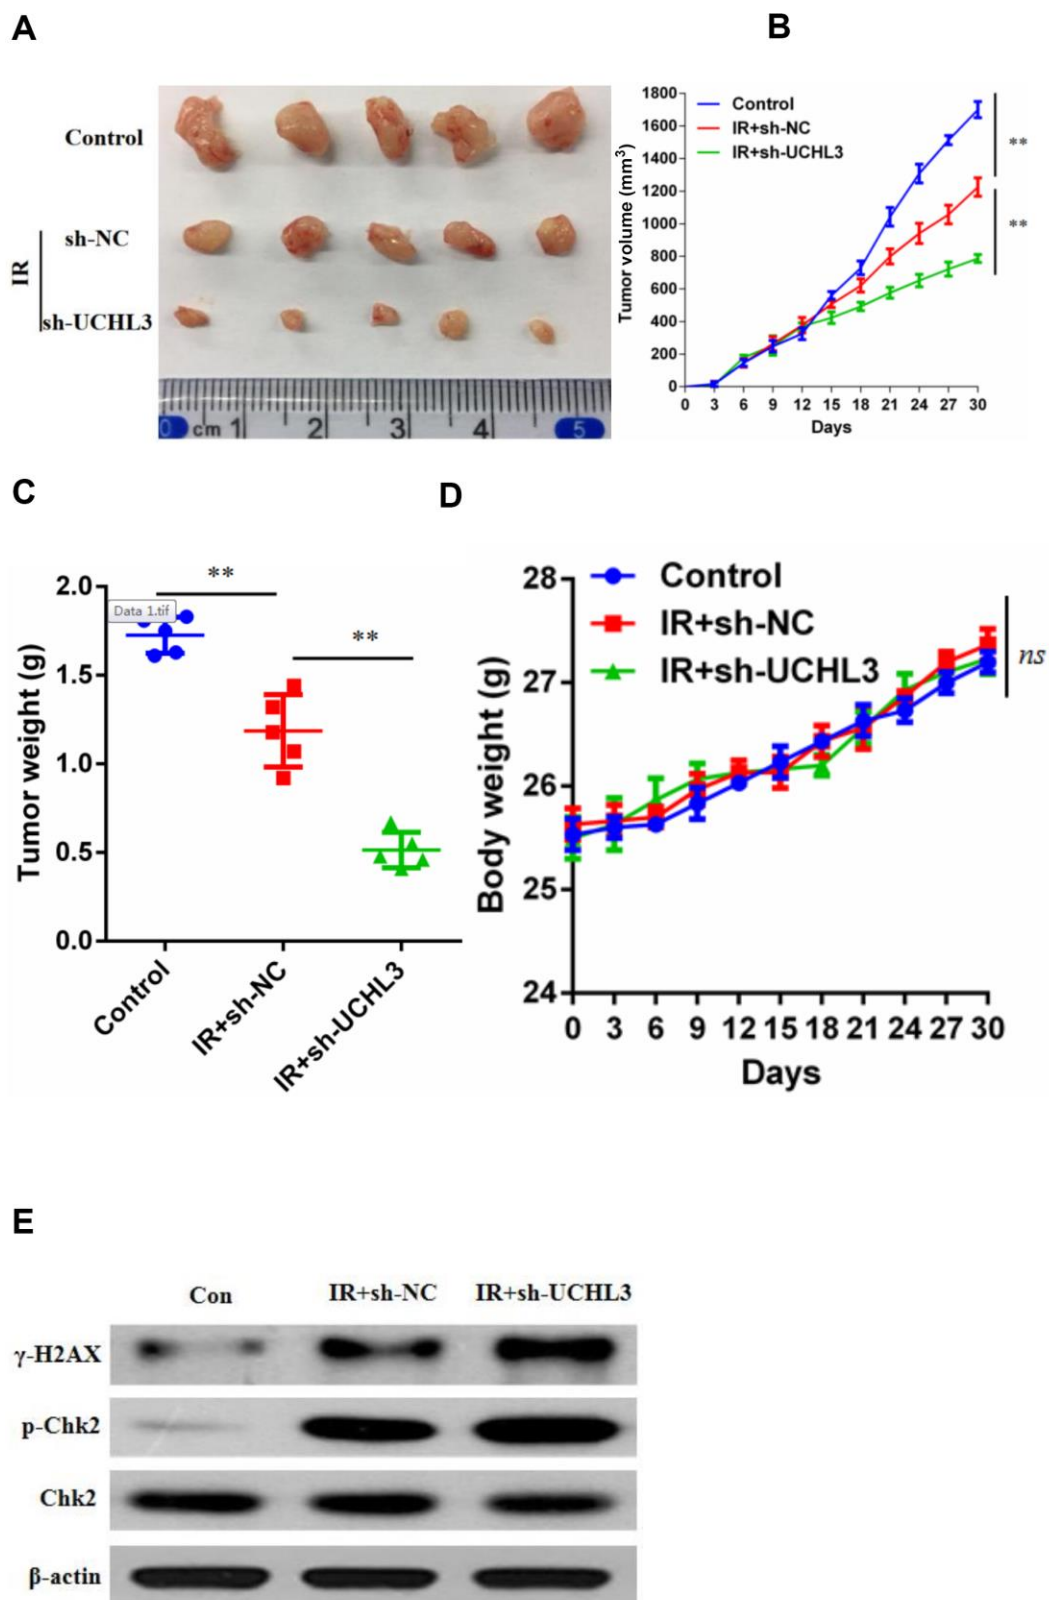 A
B
Control
IR
sh-NC
sh-UCHL3
0 cm 1 2 3 4 5
Control
IR+sh-NC
IR+sh-UCHL3
Tumor volume (mm³)
1800
1600
1400
1200
1000
800
600
400
200
0
**
**
0 3 6 9 12 15 18 21 24 27 30
Days
C
D
**
**
Data 1.tif
Tumor weight (g)
2.0
1.5
1.0
0.5
0.0
Control
IR+sh-NC
IR+sh-UCHL3
Control
IR+sh-NC
IR+sh-UCHL3
ns
Body weight (g)
28
27
26
25
24
0 3 6 9 12 15 18 21 24 27 30
Days
E
Con IR+sh-NC IR+sh-UCHL3
γ-H2AX
p-Chk2
Chk2
β-actin